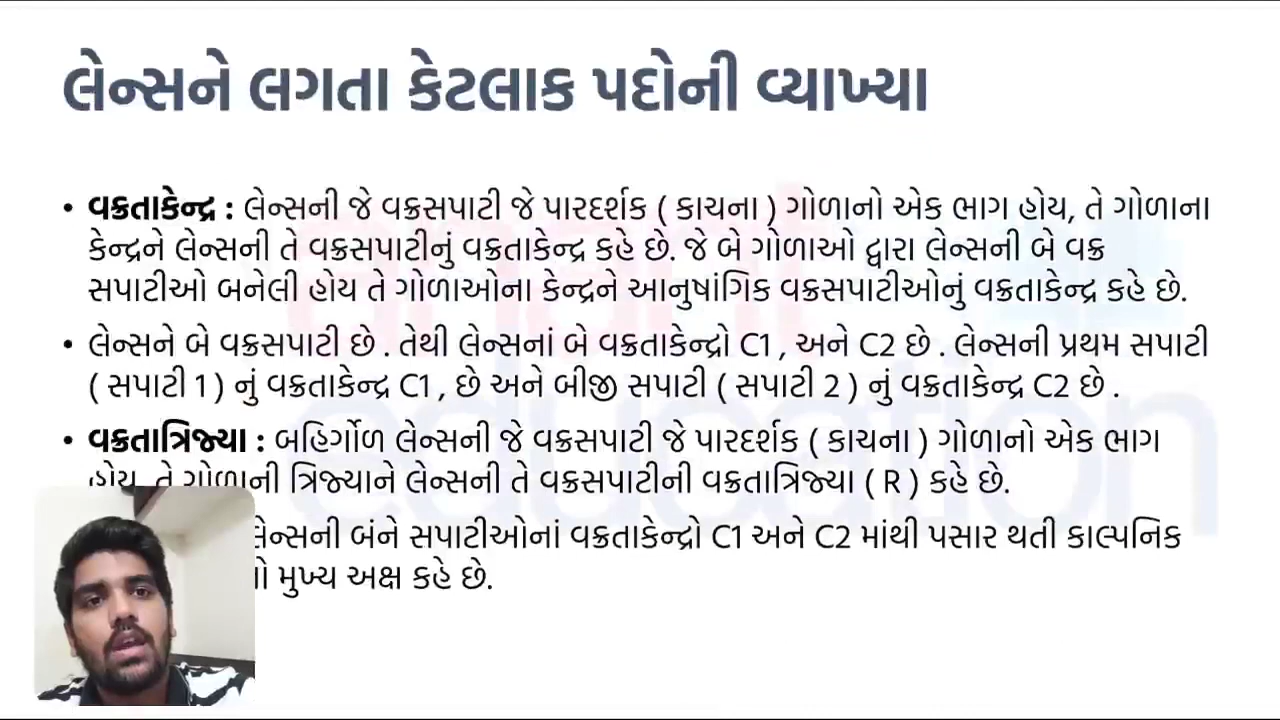 લેન્સને લગતા કેટલાક પદોની વ્યાખ્યા
• વક્રતાકેન્દ્ર : લેન્સની જે વક્રસપાટી જે પારદર્શક ( કાચના ) ગોળાનો એક ભાગ હોય, તે ગોળાના
કેન્દ્રને લેન્સની તે વક્રસપાટીનું વક્રતાકેન્દ્ર કહે છે. જે બે ગોળાઓ દ્વારા લેન્સની બે વક્ર
સપાટીઓ બનેલી હોય તે ગોળાઓના કેન્દ્રને આનુષાંગિક વક્રસપાટીઓનું વક્રતાકેન્દ્ર કહે છે.
• લેન્સને બે વક્રસપાટી છે . તેથી લેન્સનાં બે વક્રતાકેન્દ્રો C1 , અને C2 છે . લેન્સની પ્રથમ સપાટી
( સપાટી 1 ) નું વક્રતાકેન્દ્ર C1 , છે અને બીજી સપાટી ( સપાટી 2 ) નું વક્રતાકેન્દ્ર C2 છે .
• વક્રતાત્રિજ્યા : બહિર્ગોળ લેન્સની જે વક્રસપાટી જે પારદર્શક ( કાચના ) ગોળાનો એક ભાગ
હોય, તે ગોળાની ત્રિજ્યાને લેન્સની તે વક્રસપાટીની વક્રતાત્રિજ્યા ( R ) કહે છે.
લેન્સની બંને સપાટીઓનાં વક્રતાકેન્દ્રો C1 અને C2 માંથી પસાર થતી કાલ્પનિક
મુખ્ય અક્ષ કહે છે.
education